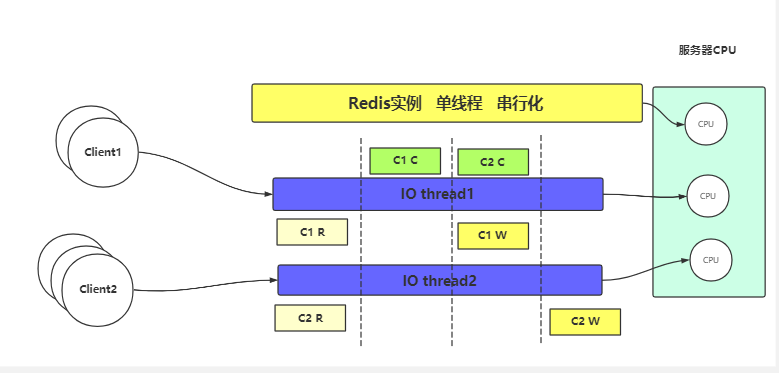 服务器CPU
Redis实例 单线程 串行化
CPU
Client1
C1 C
C2 C
IO thread1
CPU
C1 R
C1 W
CPU
Client2
IO thread2
C2 R
C2 W